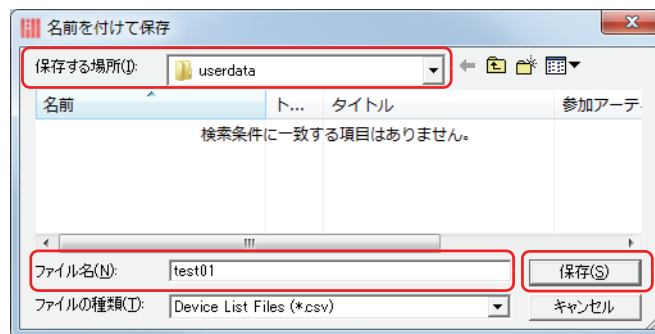 名前を付けて保存
保存する場所(I): userdata
名前 ト... タイトル 参加アーテ
検索条件に一致する項目はありません。
ファイル名(N): test01 保存(S)
ファイルの種類(T): Device List Files (*.csv) キャンセル